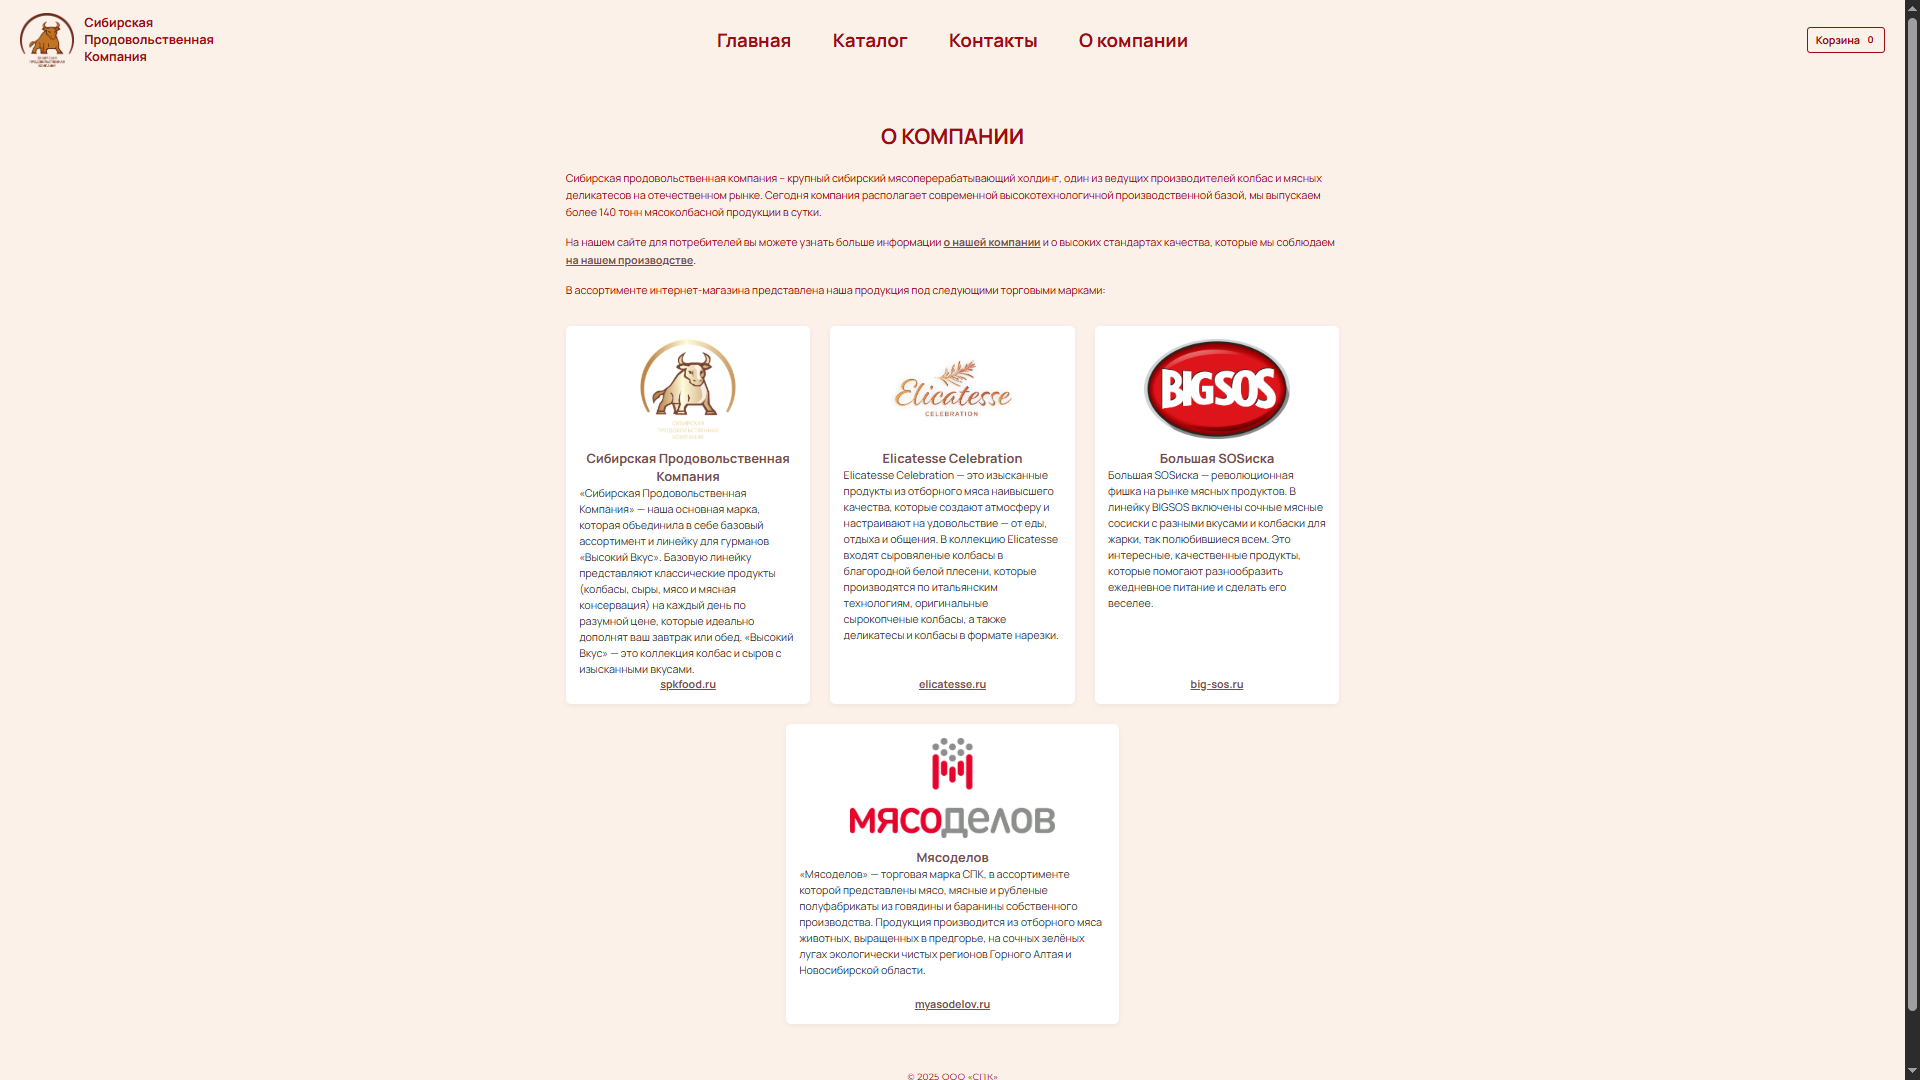 Сибирская
Продовольственная
Компания
Главная
Каталог
Контакты
О компании
Корзина 0
О КОМПАНИИ
Сибирская продовольственная компания – крупный сибирский мясоперерабатывающий холдинг, один из ведущих производителей колбас и мясных
деликатесов на отечественном рынке. Сегодня компания располагает современной высокотехнологичной производственной базой, мы выпускаем
более 140 тонн мясоколбасной продукции в сутки.
На нашем сайте для потребителей вы можете узнать больше информации о нашей компании и о высоких стандартах качества, которые мы соблюдаем
на нашем производстве.
В ассортименте интернет-магазина представлена наша продукция под следующими торговыми марками:
СИБИРСКАЯ
ПРОДОВОЛЬСТВЕННАЯ
КОМПАНИЯ
Сибирская Продовольственная
Компания
«Сибирская Продовольственная
Компания» — наша основная марка,
которая объединила в себе базовый
ассортимент и линейку для гурманов
«Высокий Вкус». Базовую линейку
представляют классические продукты
(колбасы, сыры, мясо и мясная
консервация) на каждый день по
разумной цене, которые идеально
дополнят ваш завтрак или обед. «Высокий
Вкус» — это коллекция колбас и сыров с
изысканными вкусами.
spkfood.ru
Elicatesse
CELEBRATION
Elicatesse Celebration
Elicatesse Celebration — это изысканные
продукты из отборного мяса наивысшего
качества, которые создают атмосферу и
настраивают на удовольствие — от еды,
отдыха и общения. В коллекцию Elicatesse
входят сыровяленые колбасы в
благородной белой плесени, которые
производятся по итальянским
технологиям, оригинальные
сырокопченые колбасы, а также
деликатесы и колбасы в формате нарезки.
elicatesse.ru
BIGSOS
Большая SOSиска
Большая SOSиска — революционная
фишка на рынке мясных продуктов. В
линейку BIGSOS включены сочные мясные
сосиски с разными вкусами и колбаски для
жарки, так полюбившиеся всем. Это
интересные, качественные продукты,
которые помогают разнообразить
ежедневное питание и сделать его
веселее.
big-sos.ru
мясоделов
Мясоделов
«Мясоделов» — торговая марка СПК, в ассортименте
которой представлены мясо, мясные и рубленые
полуфабрикаты из говядины и баранины собственного
производства. Продукция производится из отборного мяса
животных, выращенных в предгорье, на сочных зелёных
лугах экологически чистых регионов Горного Алтая и
Новосибирской области.
myasodelov.ru
© 2025 ООО «СПК»